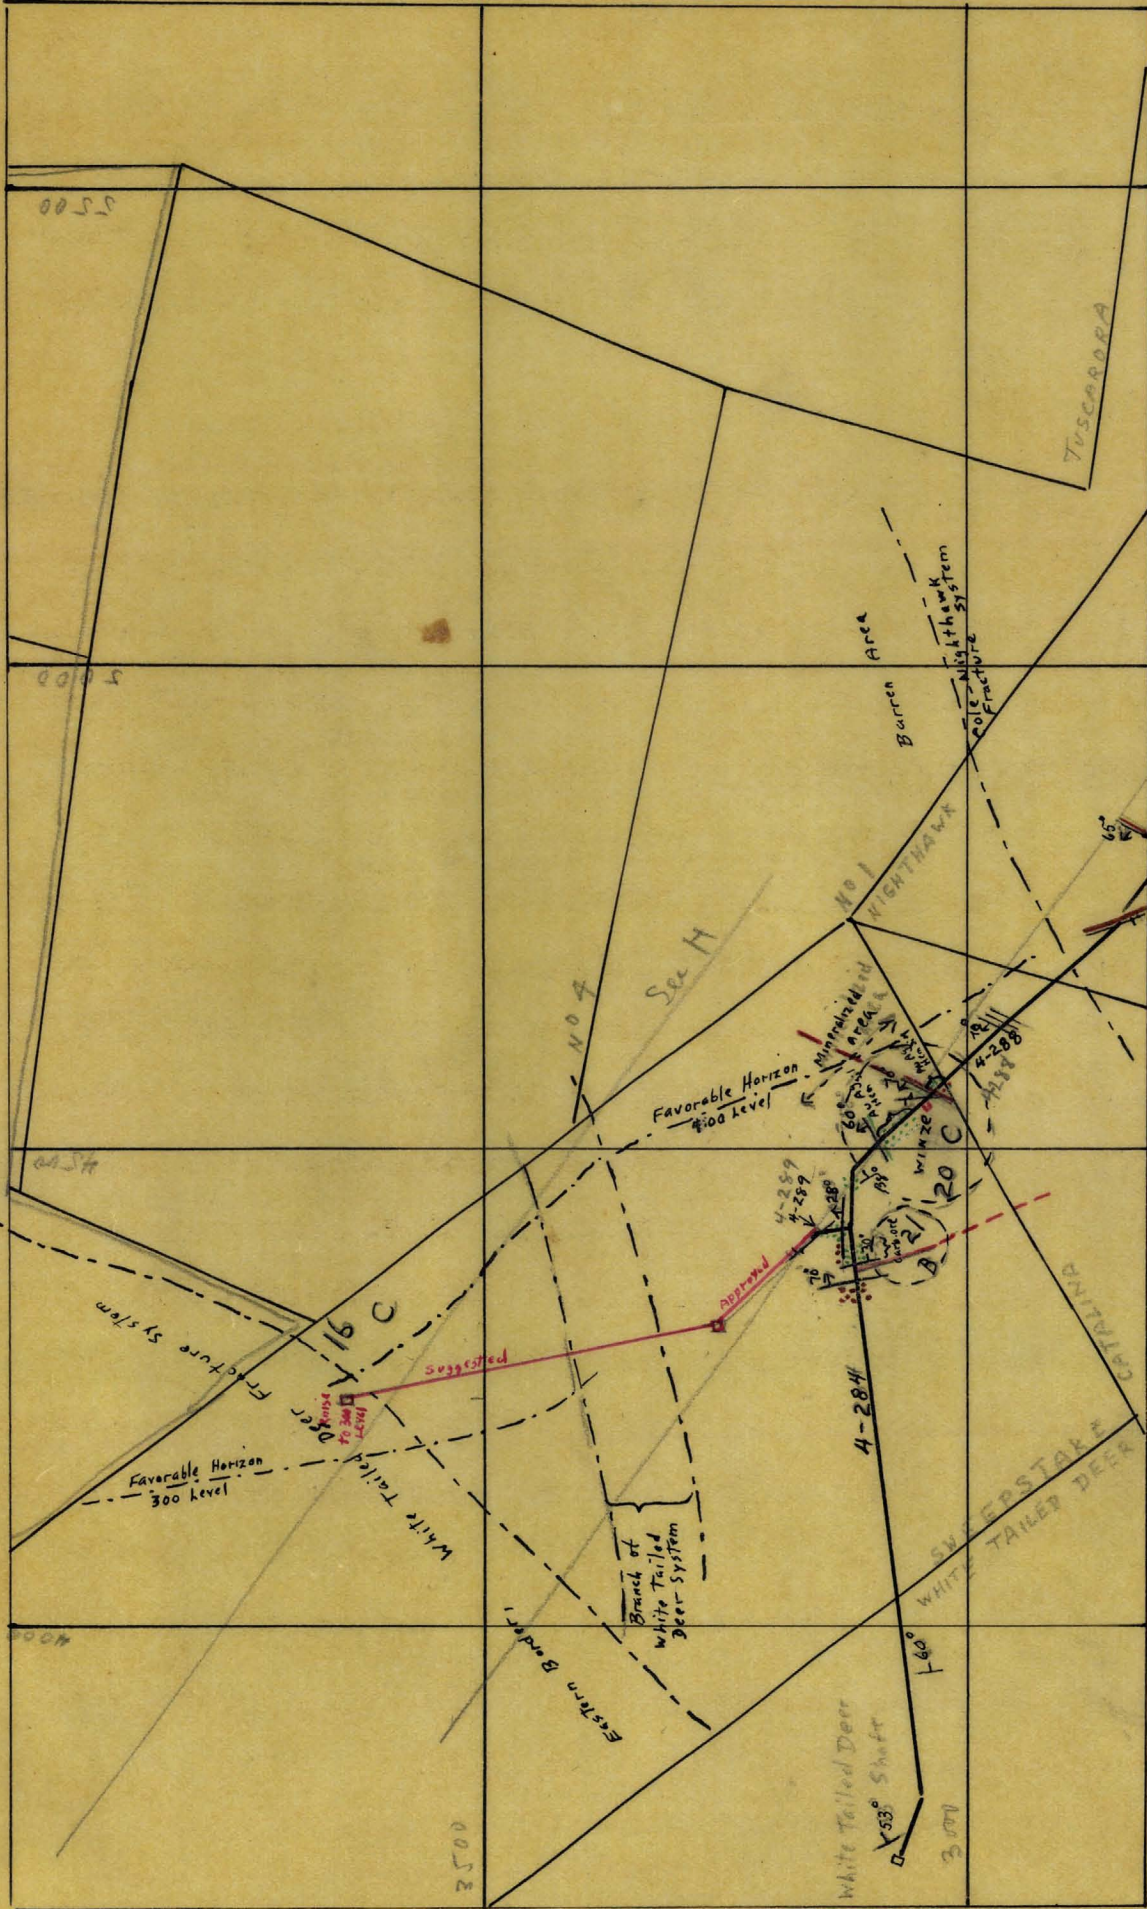 2200
2000
4200
4000
3500
3000
TUSCARORA
Barren Area
Pole-Nighthawk
Fracture System
NO 1
NIGHTHAWK
NO 4
Sec H
Favorable Horizon
400 Level
Mineralized
Area
65°
4-288
4288
60°
Winze
20 C
21
B
4-289
4-289
4-284
Approved
Suggested
16 C
Raise
to 300
Level
White Tailed Deer Fracture System
Favorable Horizon
300 Level
Eastern Border,
Branch of
White Tailed
Deer System
CATALINA
SWEEPSTAKE
WHITE TAILED DEER
60°
53°
White Tailed Deer
Shaft